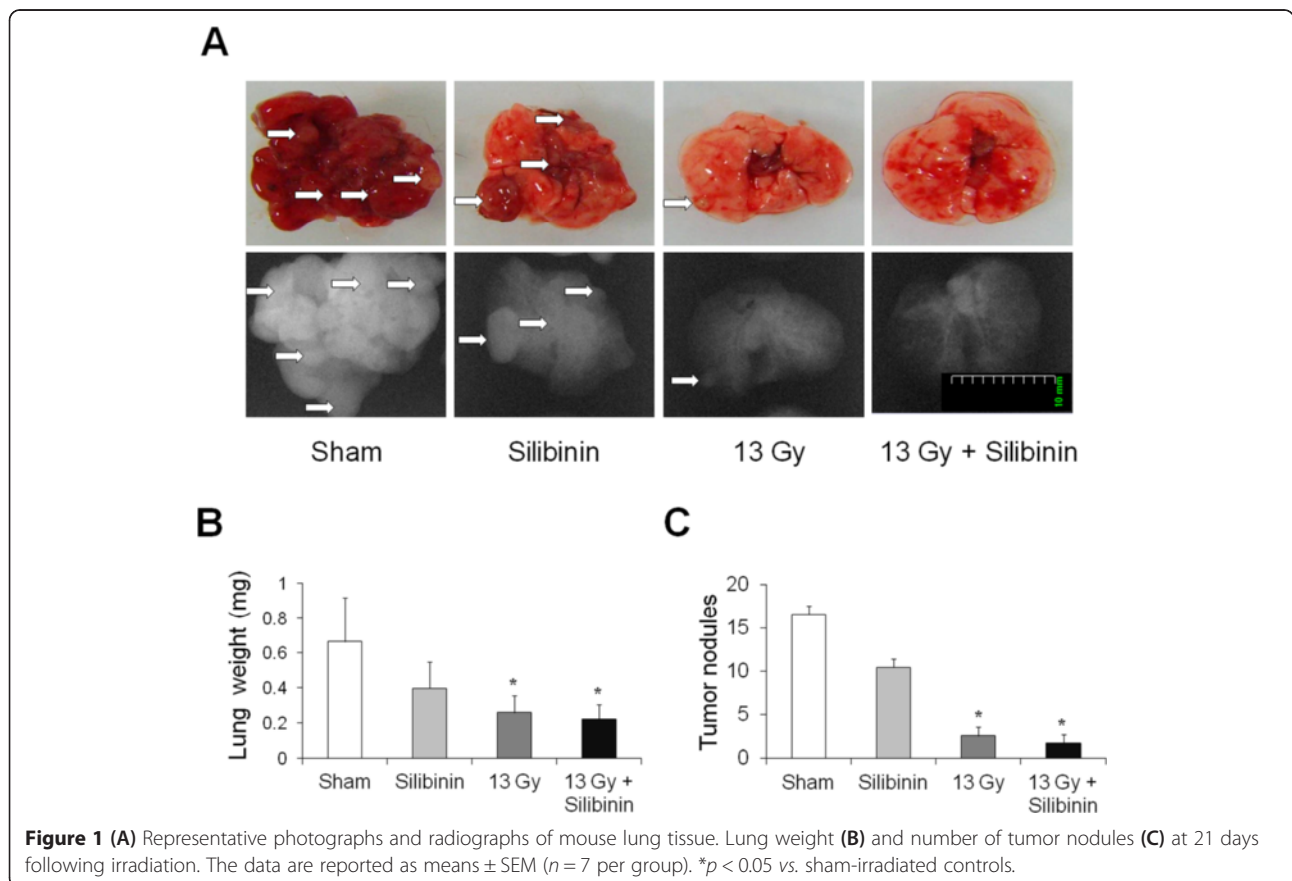 A
10 mm
Sham Silibinin 13 Gy 13 Gy + Silibinin
B
Lung weight (mg)
1
0.8
0.6
0.4
0.2
0
*
*
Sham Silibinin 13 Gy 13 Gy +
Silibinin
C
Tumor nodules
20
15
10
5
0
*
*
Sham Silibinin 13 Gy 13 Gy +
Silibinin
Figure 1 (A) Representative photographs and radiographs of mouse lung tissue. Lung weight (B) and number of tumor nodules (C) at 21 days
following irradiation. The data are reported as means ± SEM (n = 7 per group). *p < 0.05 vs. sham-irradiated controls.